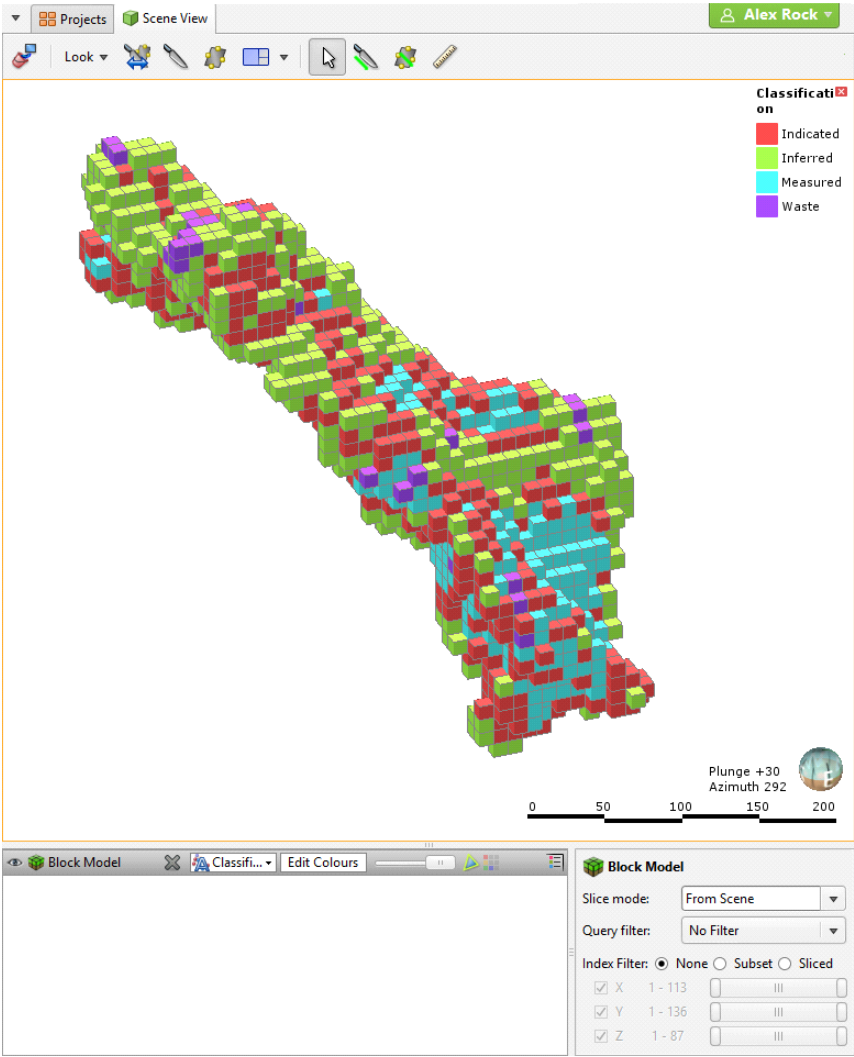 Projects
Scene View
Alex Rock
Look
Classificati
on
Indicated
Inferred
Measured
Waste
Plunge +30
Azimuth 292
0 50 100 150 200
Block Model
Classifi...
Edit Colours
Block Model
Slice mode: From Scene
Query filter: No Filter
Index Filter: None Subset Sliced
X 1 - 113
Y 1 - 136
Z 1 - 87